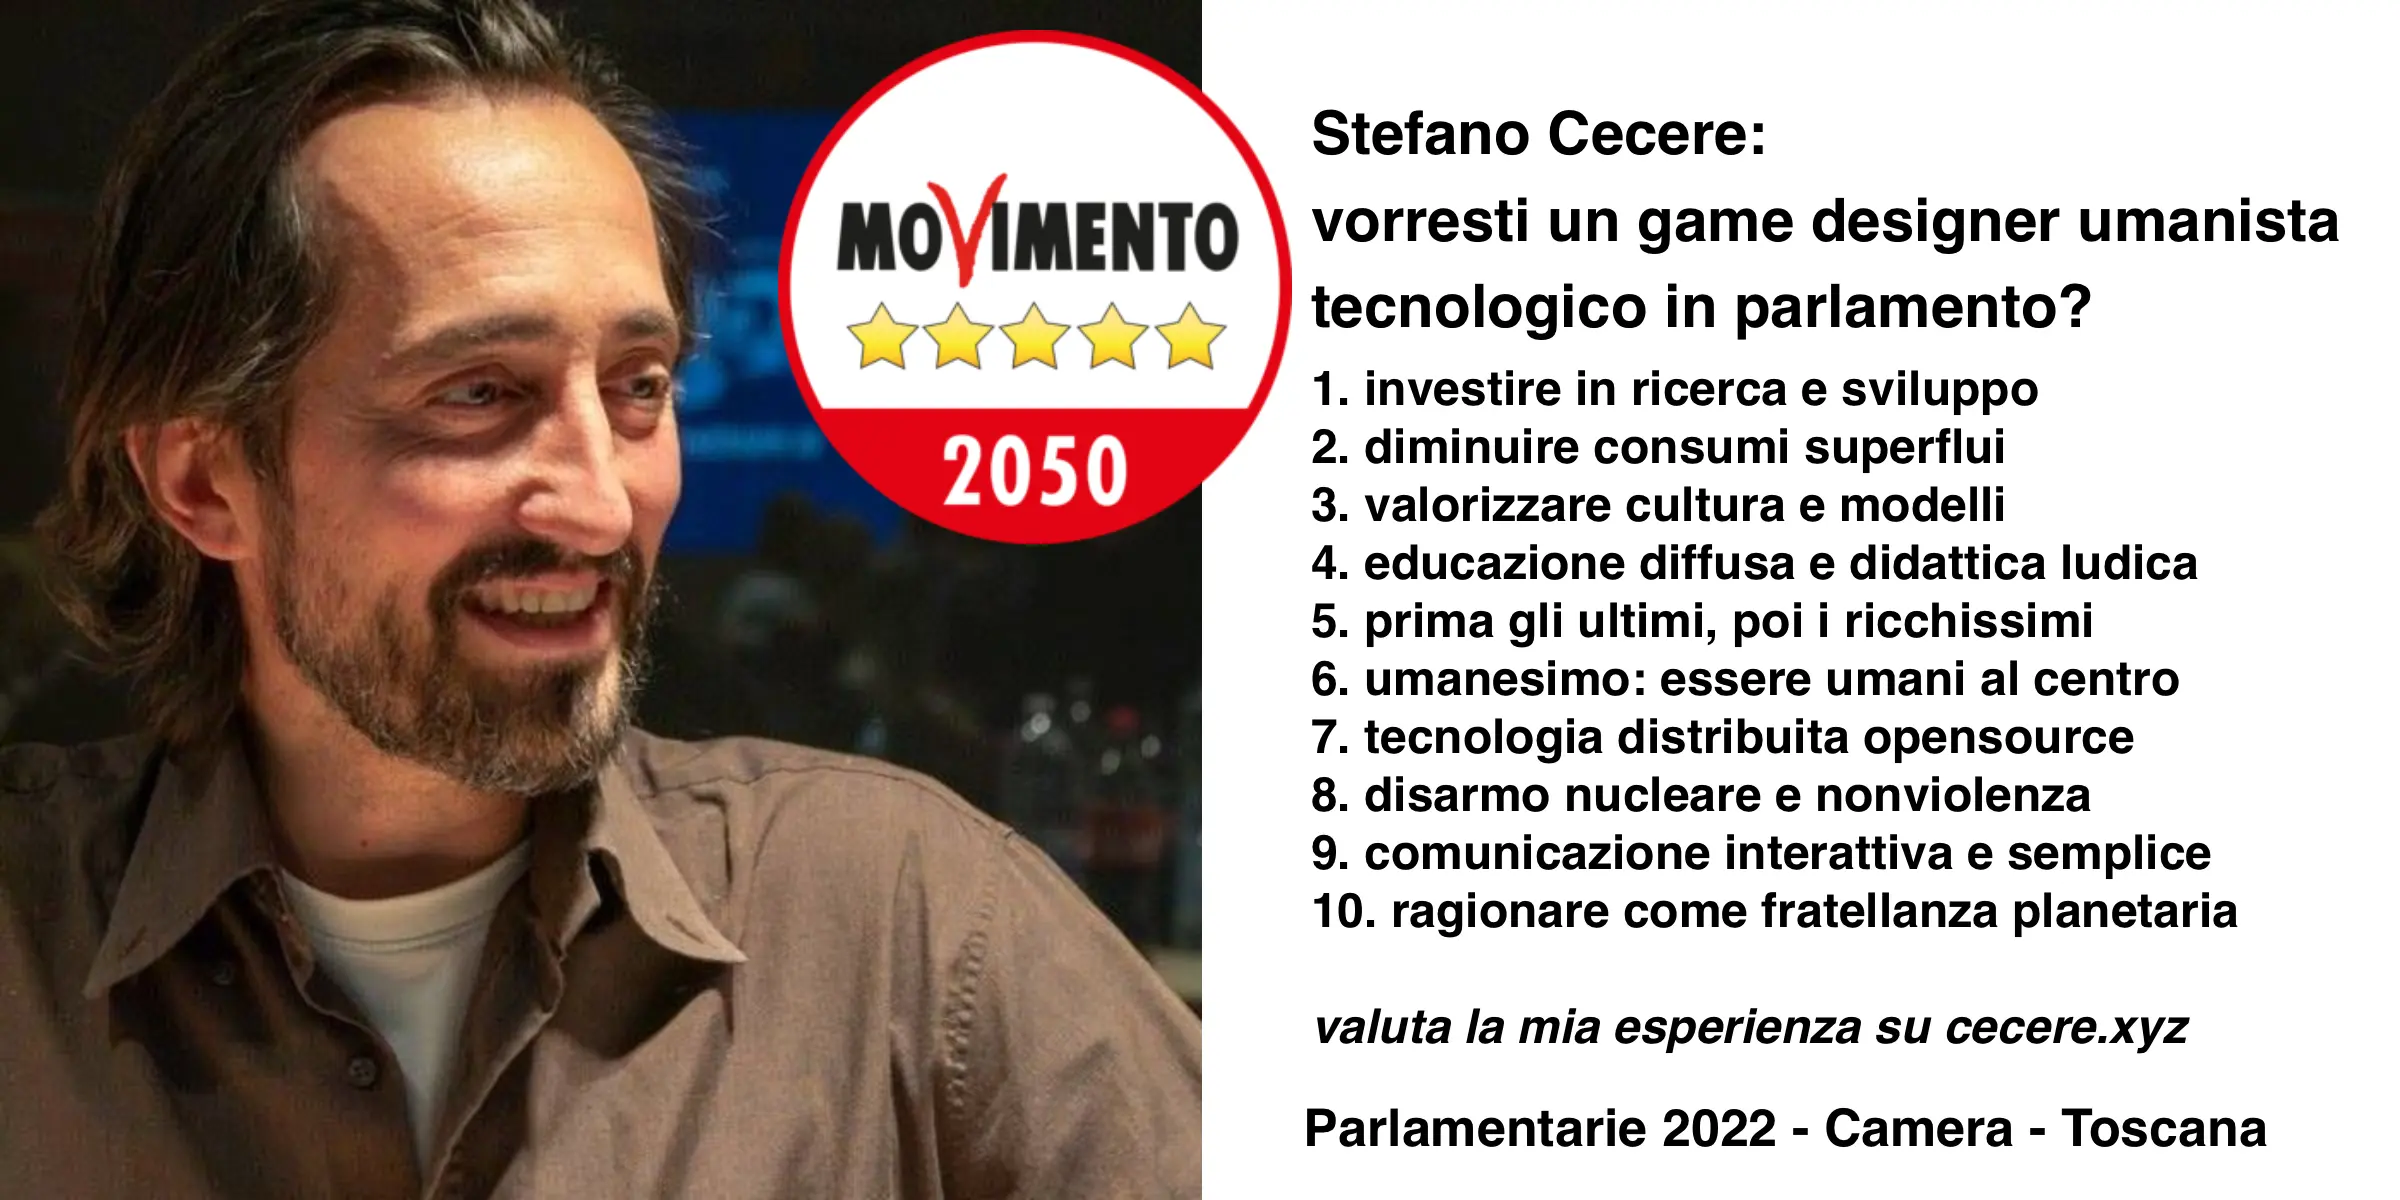 MOVIMENTO
2050
Stefano Cecere:
vorresti un game designer umanista
tecnologico in parlamento?
1. investire in ricerca e sviluppo
2. diminuire consumi superflui
3. valorizzare cultura e modelli
4. educazione diffusa e didattica ludica
5. prima gli ultimi, poi i ricchissimi
6. umanesimo: essere umani al centro
7. tecnologia distribuita opensource
8. disarmo nucleare e nonviolenza
9. comunicazione interattiva e semplice
10. ragionare come fratellanza planetaria
valuta la mia esperienza su cecere.xyz
Parlamentarie 2022 - Camera - Toscana